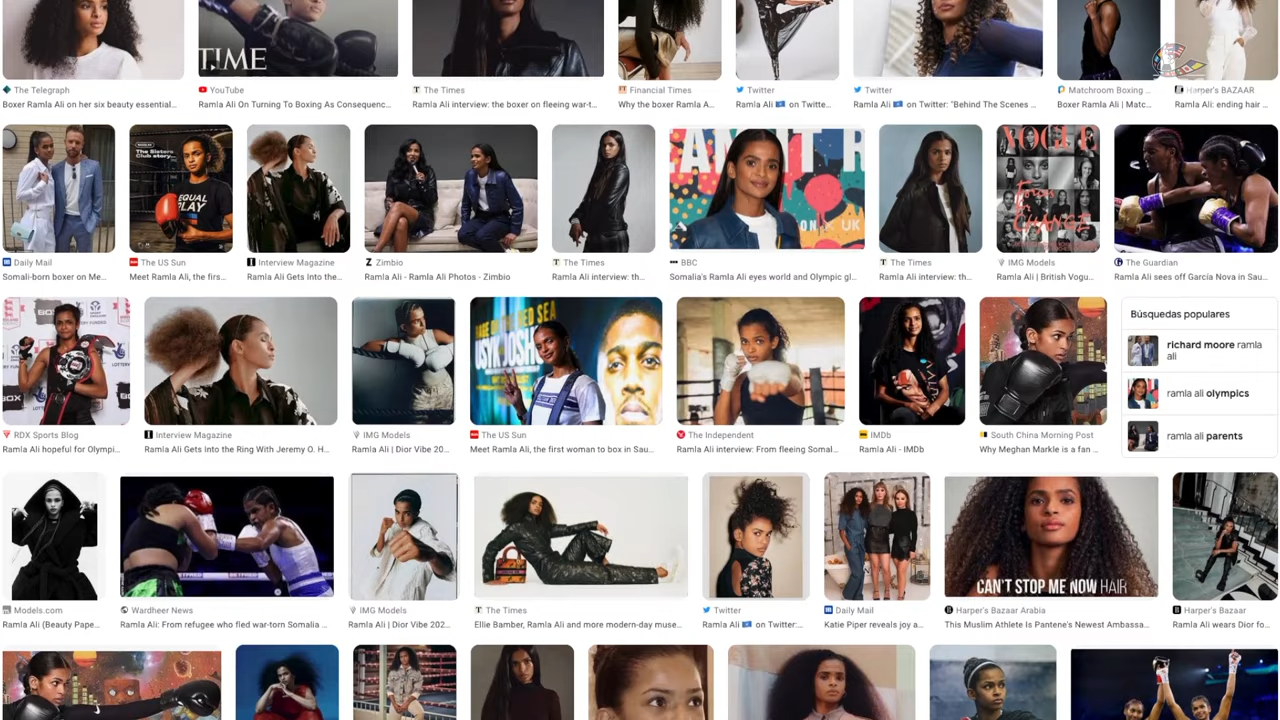 TIME
The Telegraph
Boxer Ramla Ali on her six beauty essential...
YouTube
Ramla Ali On Turning To Boxing As Consequenc...
The Times
Ramla Ali interview: the boxer on fleeing war-t...
Financial Times
Why the boxer Ramla A...
Twitter
Ramla Ali on Twitte...
Twitter
Ramla Ali on Twitter: "Behind The Scenes ...
Matchroom Boxing ...
Boxer Ramla Ali | Matc...
Harper's BAZAAR
Ramla Ali: ending hair ...
The Sisters
Club story...
EQUAL
PLAY
VOGUE
Daily Mail
Somali-born boxer on Me...
The US Sun
Meet Ramla Ali, the firs...
Interview Magazine
Ramla Ali Gets Into the...
Zimbio
Ramla Ali - Ramla Ali Photos - Zimbio
The Times
Ramla Ali interview: th...
BBC
Somalia's Ramla Ali eyes world and Olympic gl...
The Times
Ramla Ali interview: th...
IMG Models
Ramla Ali | British Vogu...
The Guardian
Ramla Ali sees off García Nova in Sau...
RDX Sports Blog
Ramla Ali hopeful for Olympi...
Interview Magazine
Ramla Ali Gets Into the Ring With Jeremy O. H...
IMG Models
Ramla Ali | Dior Vibe 20...
RED SEA
USYK JOSH
The US Sun
Meet Ramla Ali, the first woman to box in Sau...
The Independent
Ramla Ali interview: From fleeing Somal...
IMDb
Ramla Ali - IMDb
South China Morning Post
Why Meghan Markle is a fan ...
Búsquedas populares
richard moore ramla
ali
ramla ali olympics
ramla ali parents
Models.com
Ramla Ali (Beauty Pape...
Wardheer News
Ramla Ali: From refugee who fled war-torn Somalia ...
IMG Models
Ramla Ali | Dior Vibe 202...
The Times
Ellie Bamber, Ramla Ali and more modern-day muse...
Twitter
Ramla Ali on Twitter:...
Daily Mail
Katie Piper reveals joy a...
CAN'T STOP ME NOW HAIR
Harper's Bazaar Arabia
This Muslim Athlete Is Pantene's Newest Ambassa...
Harper's Bazaar
Ramla Ali wears Dior fo...